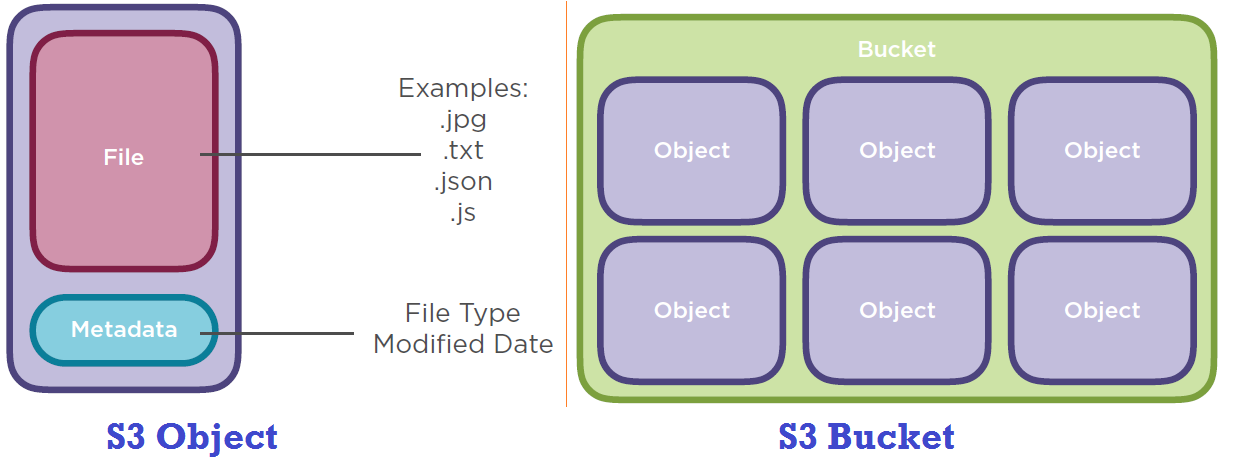 File
Examples:
.jpg
.txt
.json
.js
Metadata
File Type
Modified Date
S3 Object
Bucket
Object Object Object
Object Object Object
S3 Bucket